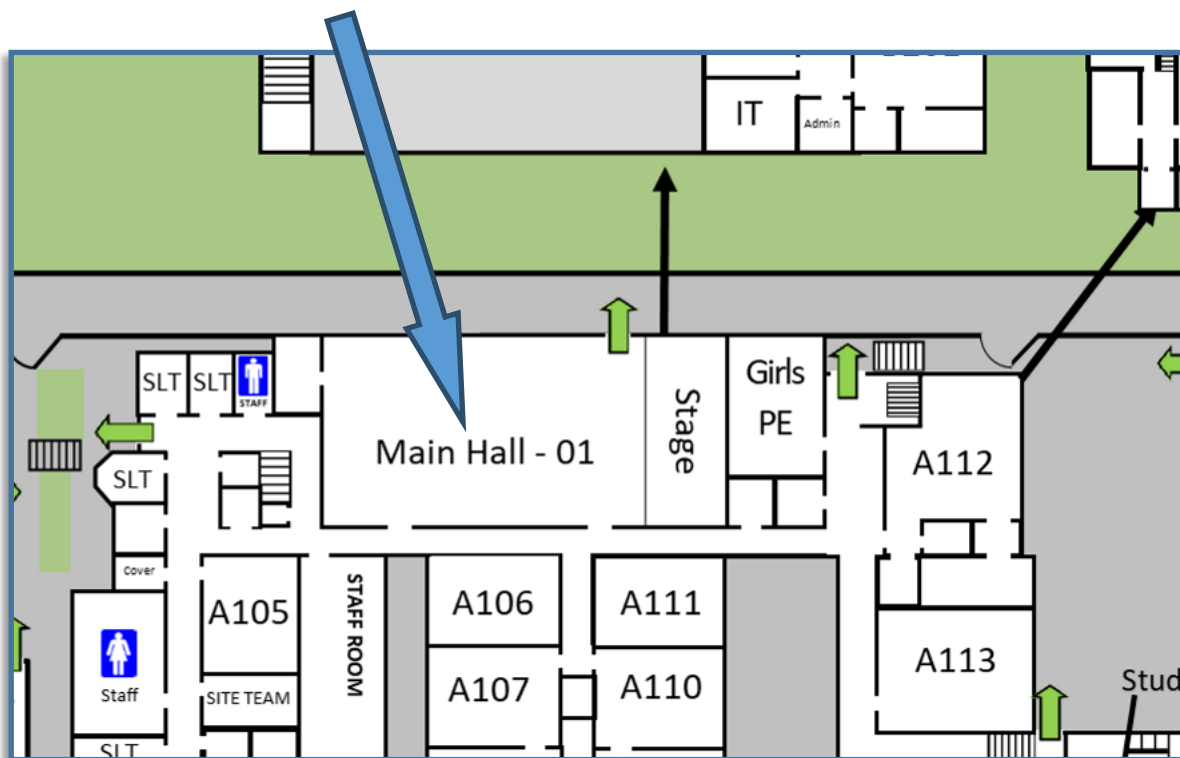 IT
Admin
SLT
SLT
STAFF
Girls
PE
Stage
Main Hall - 01
A112
SLT
Cover
A105
STAFF ROOM
A106
A111
A113
Staff
SITE TEAM
A107
A110
Stud
SLT